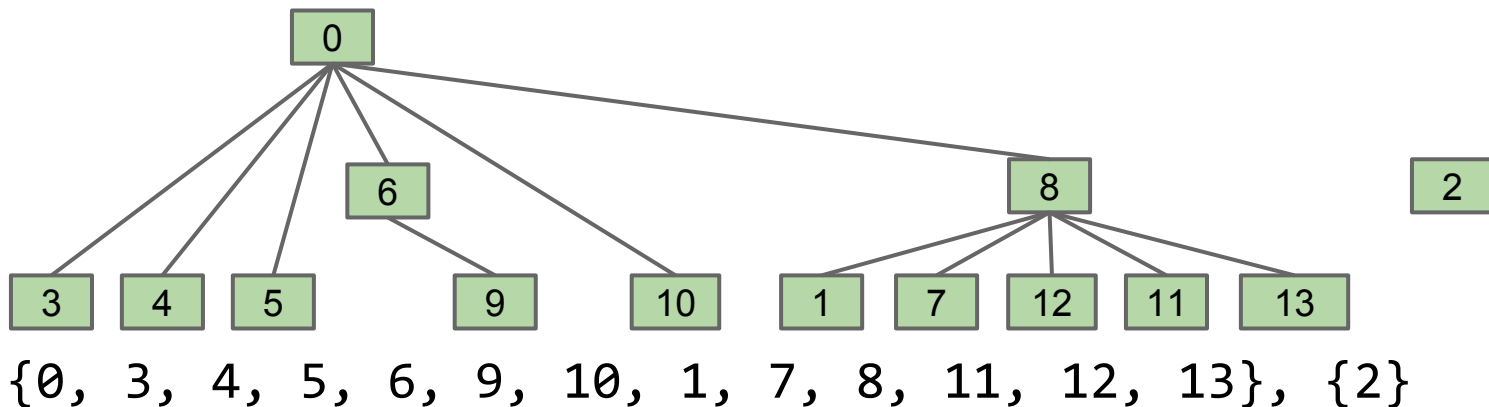 0
6 8 2
3 4 5 9 10 1 7 12 11 13
{0, 3, 4, 5, 6, 9, 10, 1, 7, 8, 11, 12, 13}, {2}